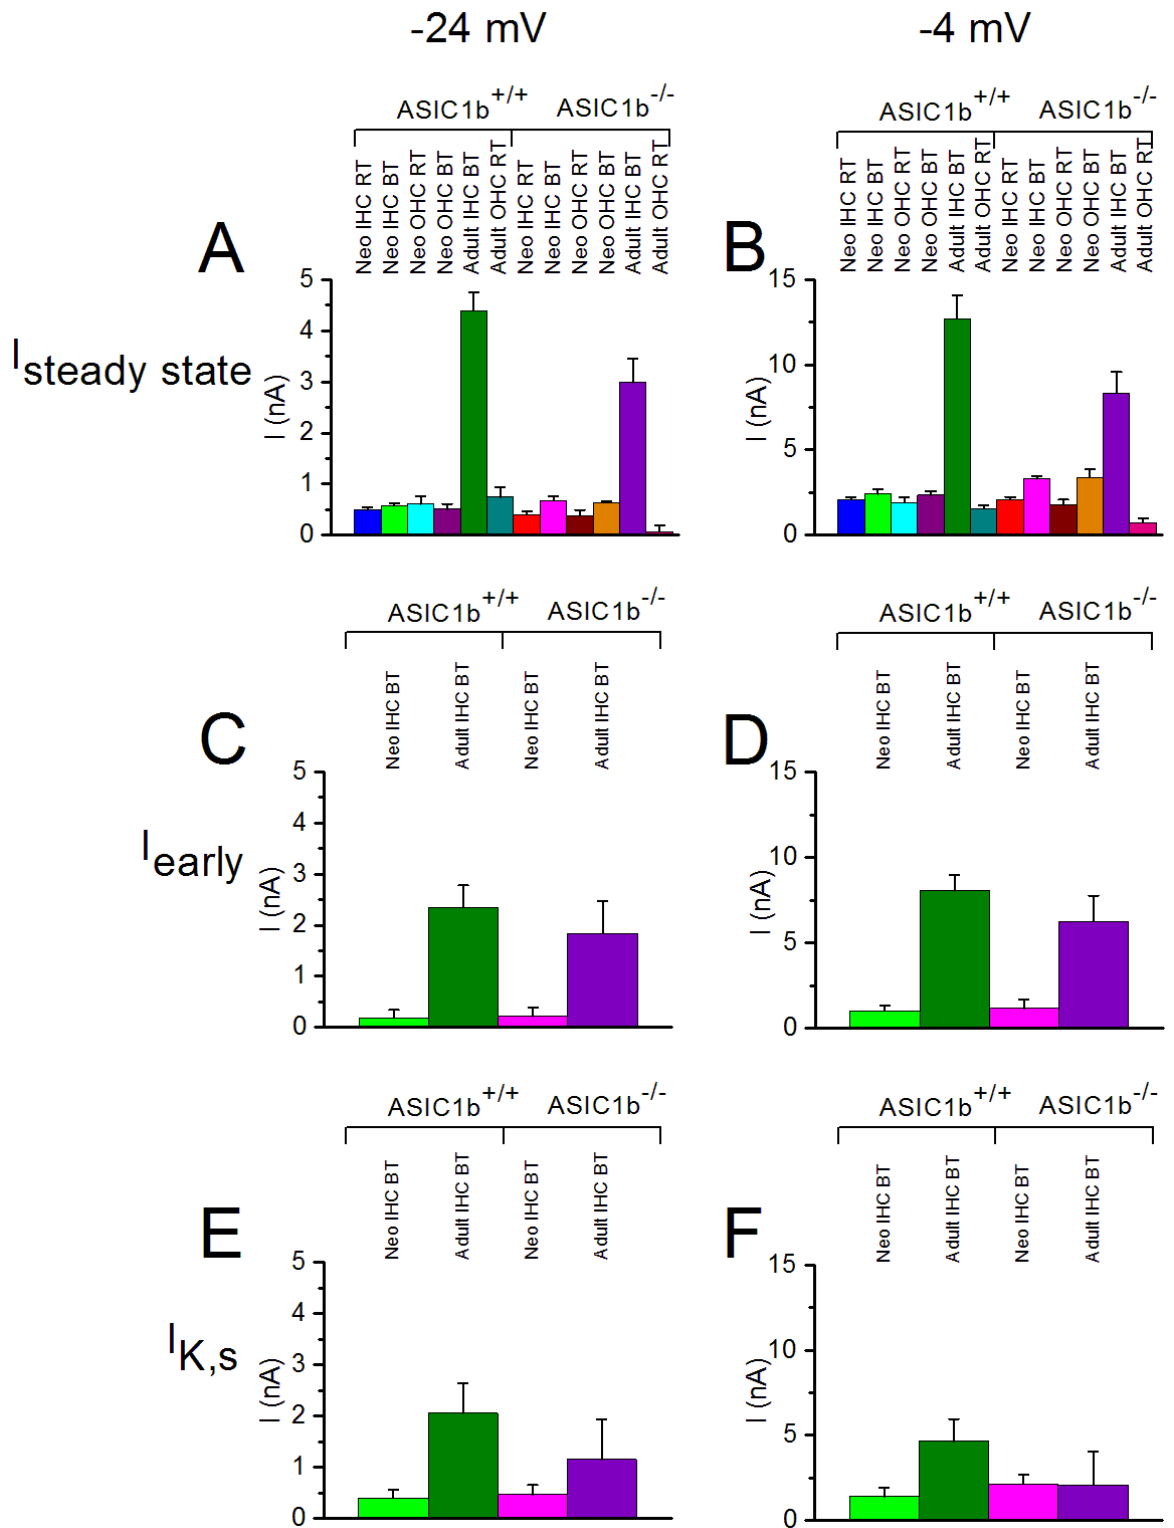 -24 mV -4 mV
ASIC1b+/+ ASIC1b-/- ASIC1b+/+ ASIC1b-/-
Neo IHC RT
Neo IHC BT
Neo OHC RT
Neo OHC BT
Adult IHC BT
Adult OHC RT
Neo IHC RT
Neo IHC BT
Neo OHC RT
Neo OHC BT
Adult IHC BT
Adult OHC RT
Neo IHC RT
Neo IHC BT
Neo OHC RT
Neo OHC BT
Adult IHC BT
Adult OHC RT
Neo IHC RT
Neo IHC BT
Neo OHC RT
Neo OHC BT
Adult IHC BT
Adult OHC RT
A B
I steady state
I (nA)
5
4
3
2
1
0
I (nA)
15
10
5
0
ASIC1b+/+ ASIC1b-/- ASIC1b+/+ ASIC1b-/-
Neo IHC BT
Adult IHC BT
Neo IHC BT
Adult IHC BT
Neo IHC BT
Adult IHC BT
Neo IHC BT
Adult IHC BT
C D
I early
I (nA)
5
4
3
2
1
0
I (nA)
15
10
5
0
ASIC1b+/+ ASIC1b-/- ASIC1b+/+ ASIC1b-/-
Neo IHC BT
Adult IHC BT
Neo IHC BT
Adult IHC BT
Neo IHC BT
Adult IHC BT
Neo IHC BT
Adult IHC BT
E F
I K,s
I (nA)
5
4
3
2
1
0
I (nA)
15
10
5
0